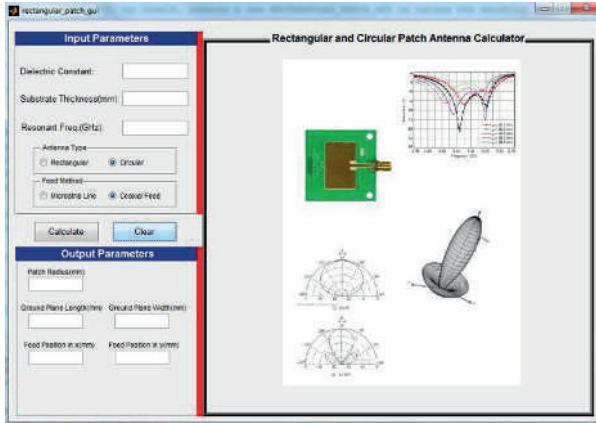 rectangular_patch_gui
Input Parameters
Dielectric Constant:
Substrate Thickness(mm)
Resonant Freq.(GHz):
Antenna Type
Rectangular
Circular
Feed Method
Microstrip Line
Coaxial Feed
Calculate
Clear
Output Parameters
Patch Radius(mm)
Ground Plane Length(mm)
Ground Plane Width(mm)
Feed Position in x(mm)
Feed Position in y(mm)
Rectangular and Circular Patch Antenna Calculator